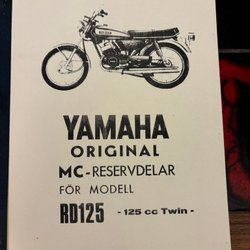 YAMAHA
ORIGINAL
MC-RESERVDELAR
FÖR MODELL
RD125 - 125 cc Twin -